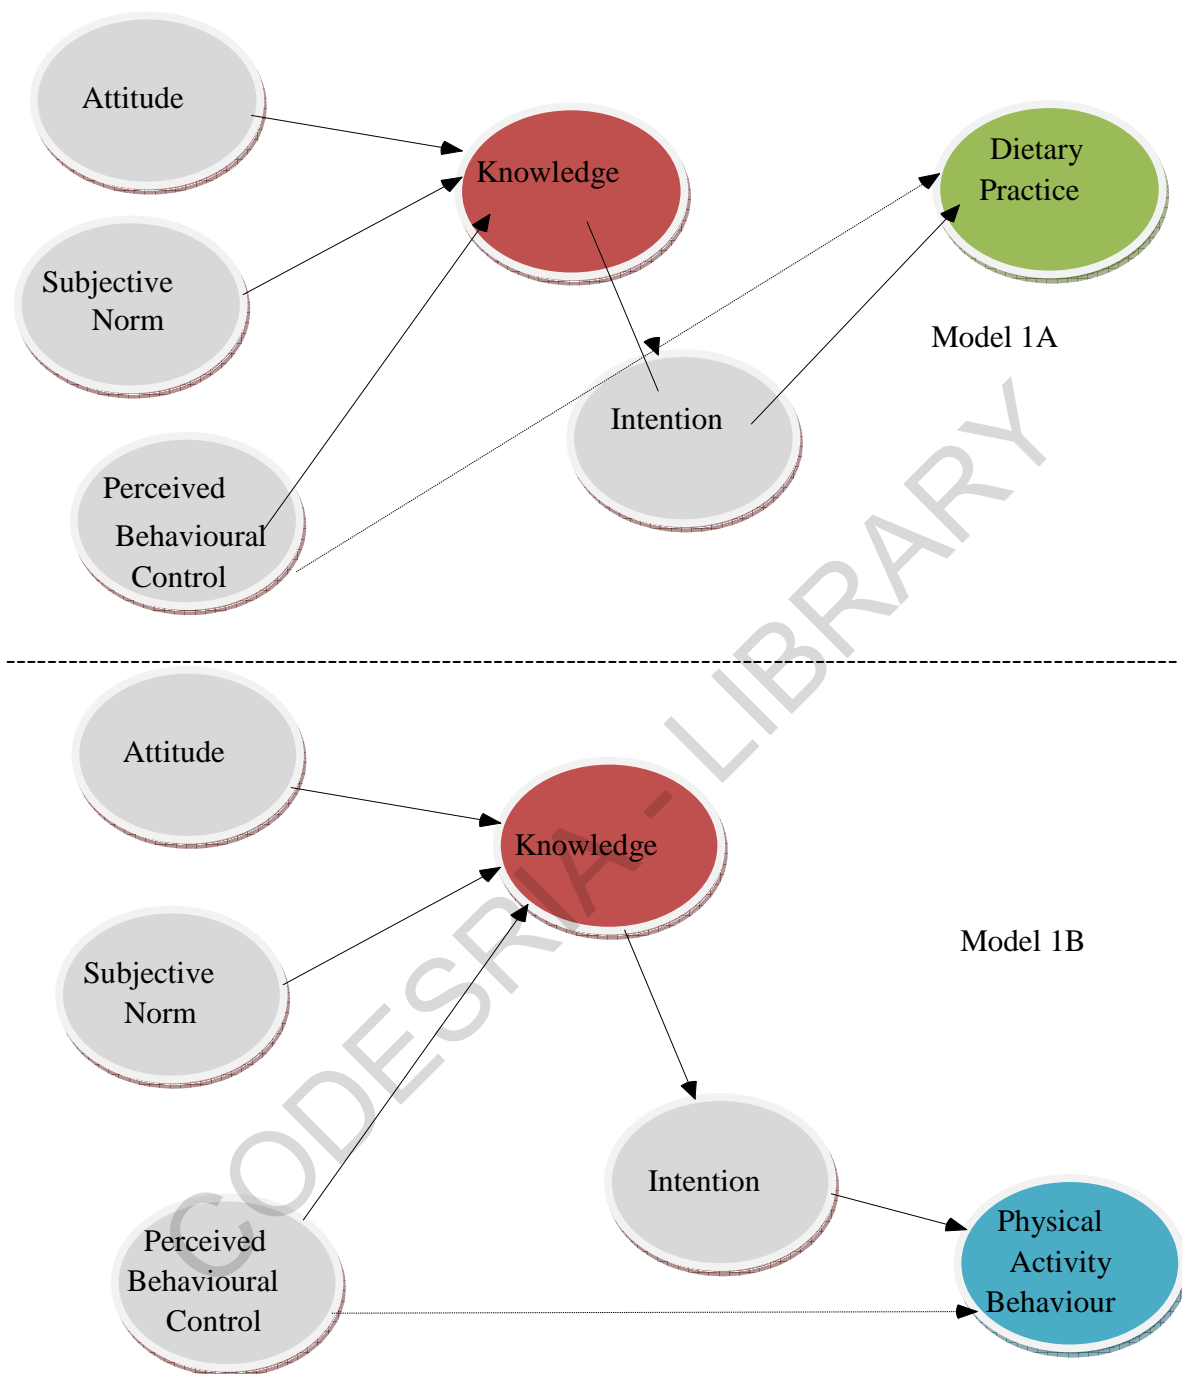 Attitude
Knowledge
Dietary
Practice
Subjective
Norm
Model 1A
Intention
Perceived
Behavioural
Control
Attitude
Knowledge
Model 1B
Subjective
Norm
Intention
Physical
Activity
Behaviour
Perceived
Behavioural
Control
CODESRIA - LIBRARY